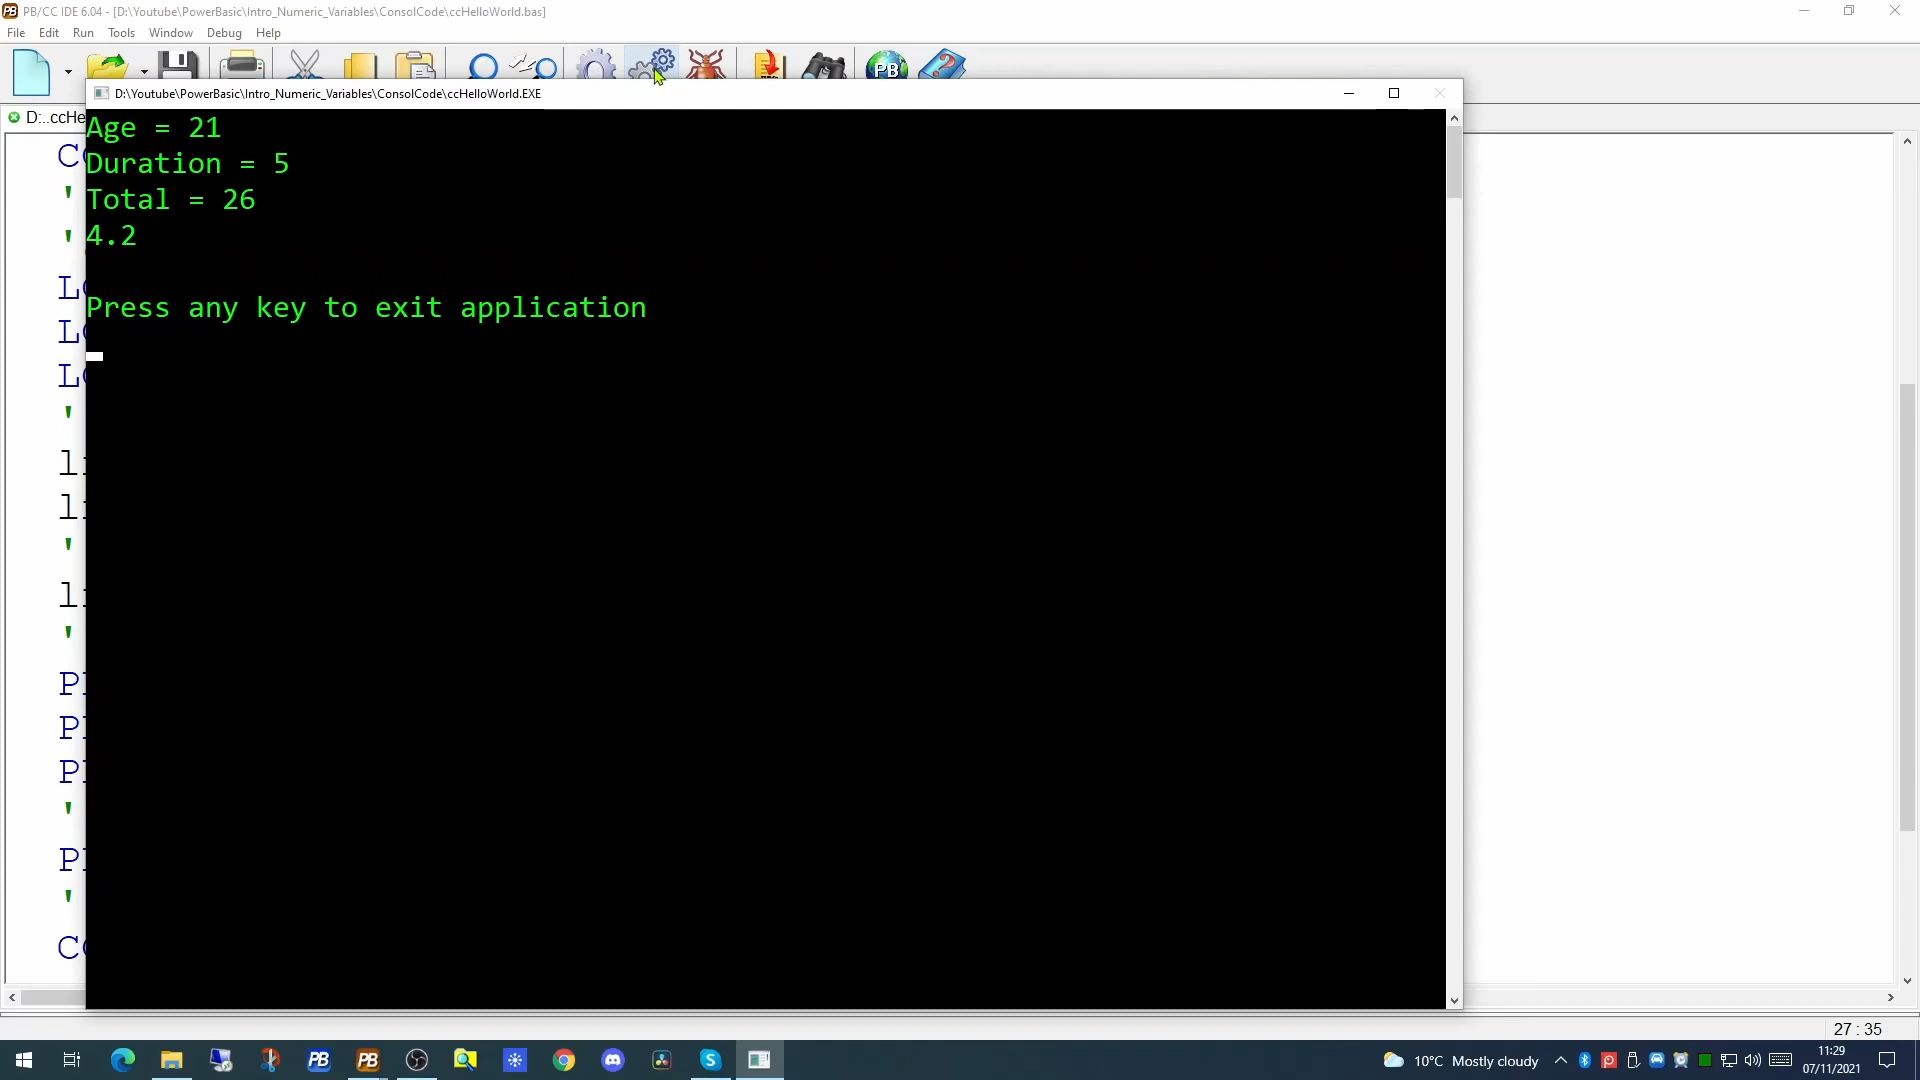 PB/CC IDE 6.04 - [D:\Youtube\PowerBasic\Intro_Numeric_Variables\ConsolCode\ccHelloWorld.bas]
File Edit Run Tools Window Help Debug
D:\Youtube\PowerBasic\Intro_Numeric_Variables\ConsolCode\ccHelloWorld.EXE
D:..ccHe
Age = 21
Duration = 5
Total = 26
4.2
Press any key to exit application
27 : 35
10°C Mostly cloudy
11:29
07/11/2021